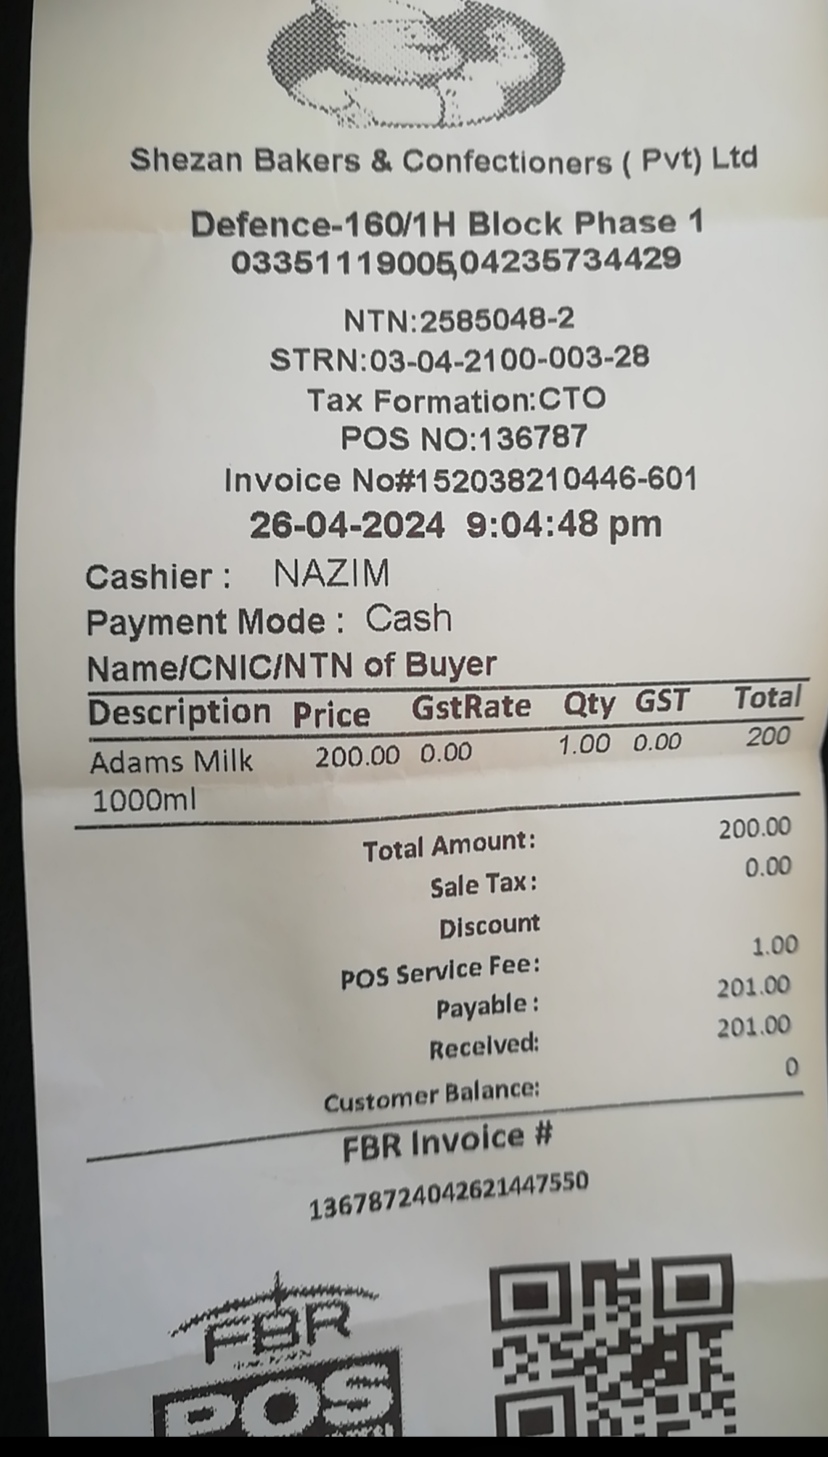 Shezan Bakers & Confectioners ( Pvt) Ltd
Defence-160/1H Block Phase 1
03351119005,04235734429
NTN:2585048-2
STRN:03-04-2100-003-28
Tax Formation:CTO
POS NO:136787
Invoice No#152038210446-601
26-04-2024 9:04:48 pm
Cashier : NAZIM
Payment Mode : Cash
Name/CNIC/NTN of Buyer
Description Price GstRate Qty GST Total
Adams Milk 200.00 0.00 1.00 0.00 200
1000ml
Total Amount: 200.00
Sale Tax: 0.00
Discount
POS Service Fee: 1.00
Payable : 201.00
Received: 201.00
Customer Balance: 0
FBR Invoice #
13678724042621447550
FBR
POS